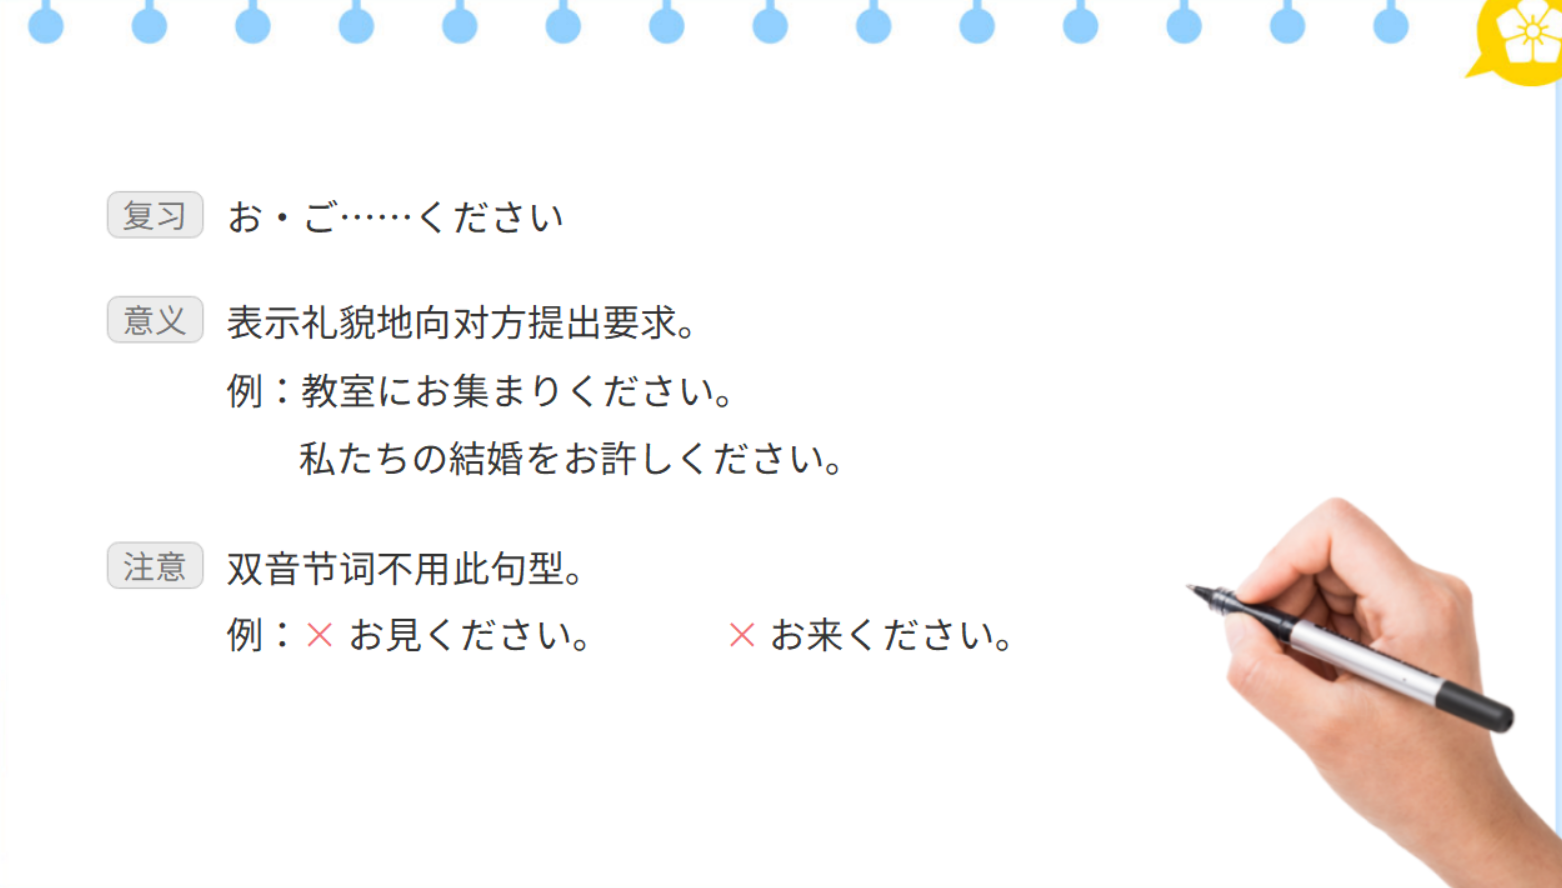 复习 お・ご……ください
意义 表示礼貌地向对方提出要求。
例：教室にお集まりください。
私たちの結婚をお許しください。
注意 双音节词不用此句型。
例：× お見ください。 × お来ください。